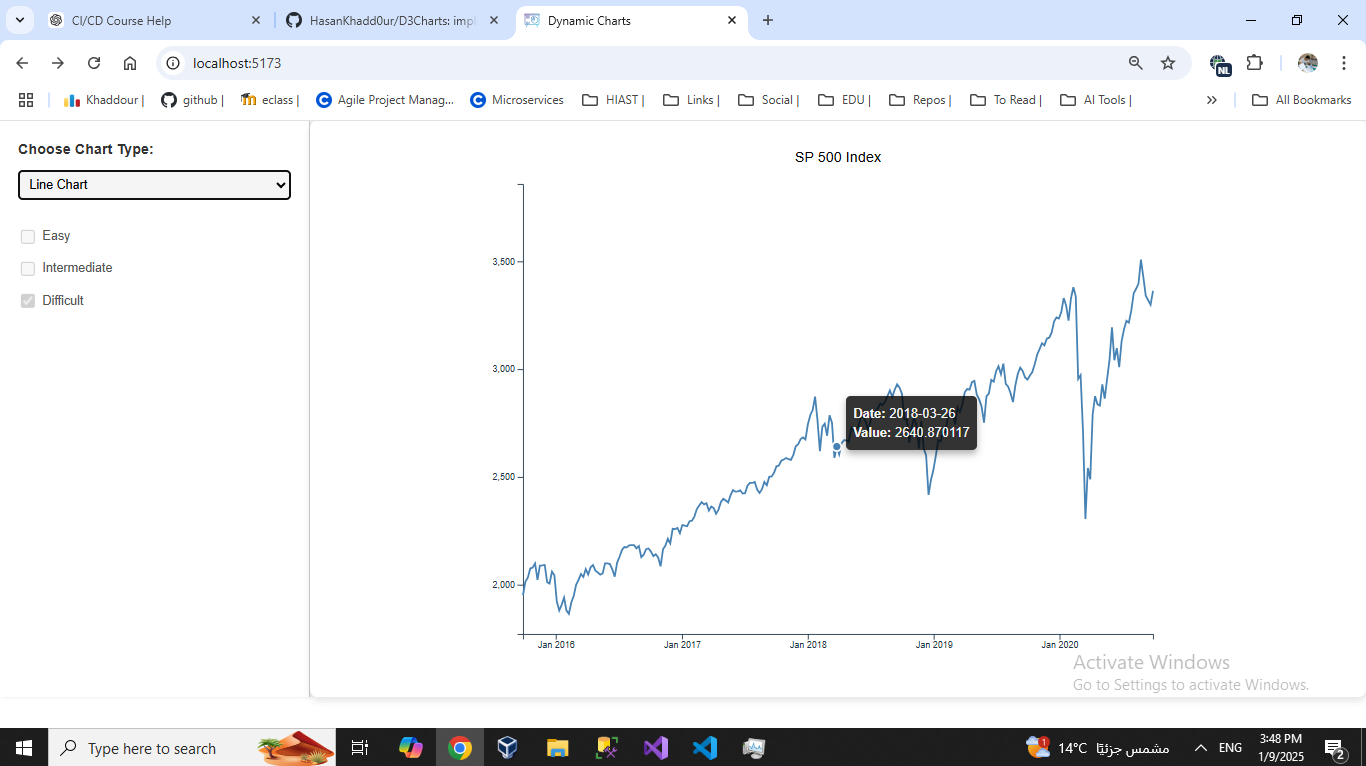 CI/CD Course Help
HasanKhadd0ur/D3Charts: impl
Dynamic Charts
localhost:5173
NL
Khaddour |
github |
eclass |
Agile Project Manag...
Microservices
HIAST |
Links |
Social |
EDU |
Repos |
To Read |
AI Tools |
All Bookmarks
Choose Chart Type:
Line Chart
Easy
Intermediate
Difficult
SP 500 Index
3,500
3,000
2,500
2,000
Date: 2018-03-26
Value: 2640.870117
Jan 2016
Jan 2017
Jan 2018
Jan 2019
Jan 2020
Activate Windows
Go to Settings to activate Windows.
Type here to search
1
14°C مشمس جزئيًا
ENG
3:48 PM
1/9/2025
2